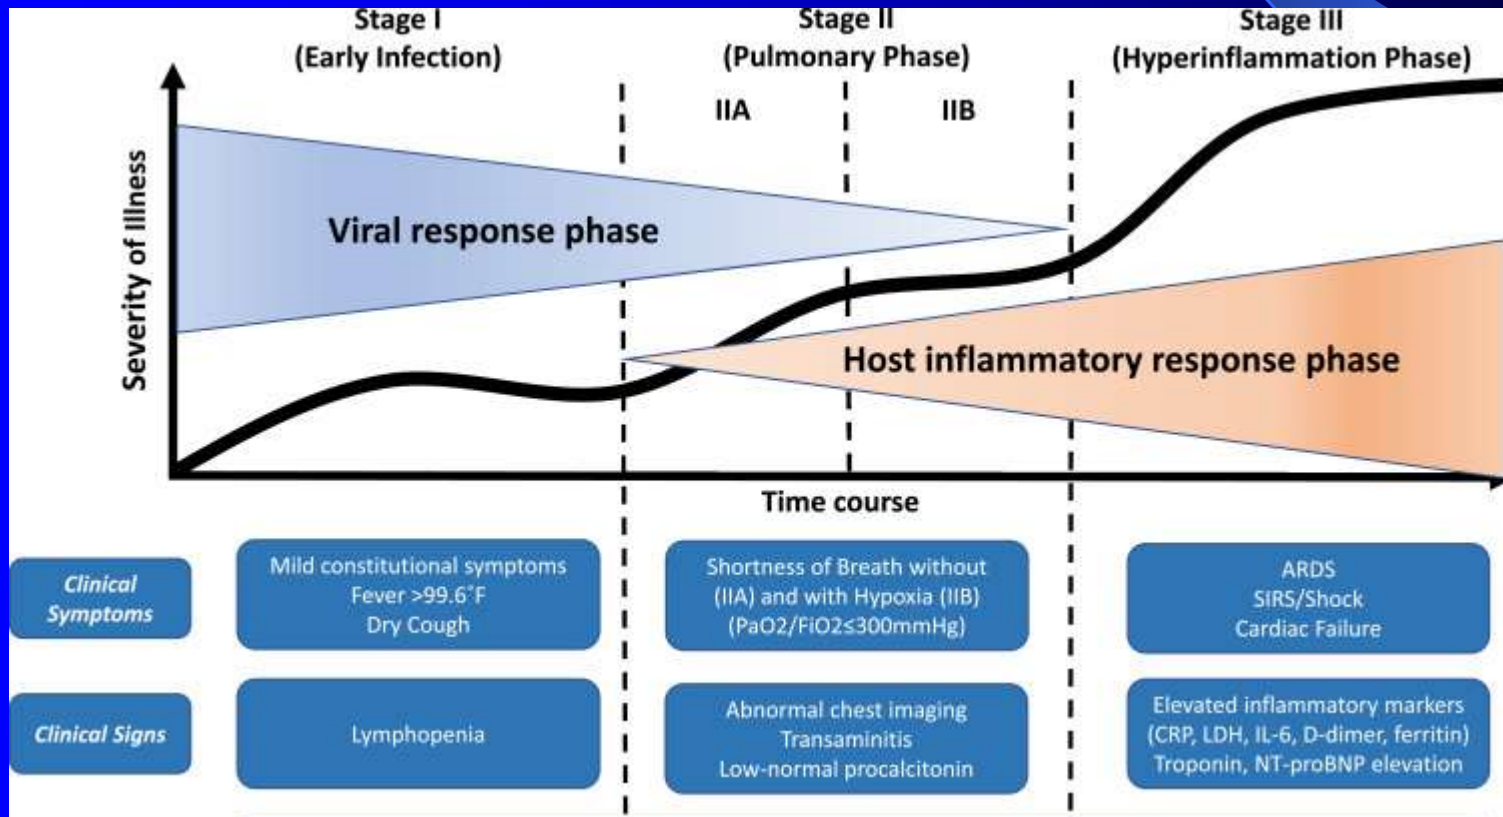 Stage I
(Early Infection)
Stage II
(Pulmonary Phase)
Stage III
(Hyperinflammation Phase)
IIA
IIB
Severity of Illness
Viral response phase
Host inflammatory response phase
Time course
Clinical
Symptoms
Mild constitutional symptoms
Fever >99.6°F
Dry Cough
Shortness of Breath without
(IIA) and with Hypoxia (IIB)
(PaO2/FiO2≤300mmHg)
ARDS
SIRS/Shock
Cardiac Failure
Clinical Signs
Lymphopenia
Abnormal chest imaging
Transaminitis
Low-normal procalcitonin
Elevated inflammatory markers
(CRP, LDH, IL-6, D-dimer, ferritin)
Troponin, NT-proBNP elevation